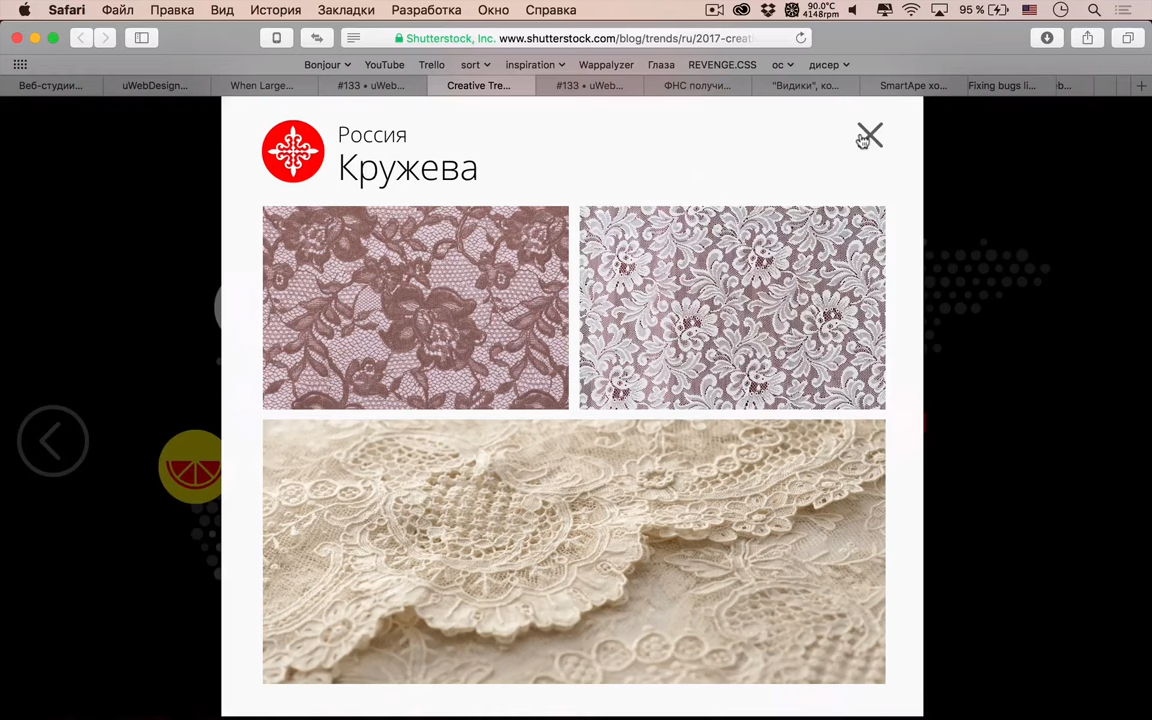 Safari Файл Правка Вид История Закладки Разработка Окно Справка 90.0°C 4148rpm 95 %
Shutterstock, Inc. www.shutterstock.com/blog/trends/ru/2017-creat
Bonjour YouTube Trello sort inspiration Wappalyzer Глаза REVENGE.CSS ос дисер
Веб-студии... uWebDesign... When Large... #133 • uWeb... Creative Tre... #133 • uWeb... ФНС получи... "Видики", ко... SmartApe хо... Fixing bugs li...
Россия
Кружева